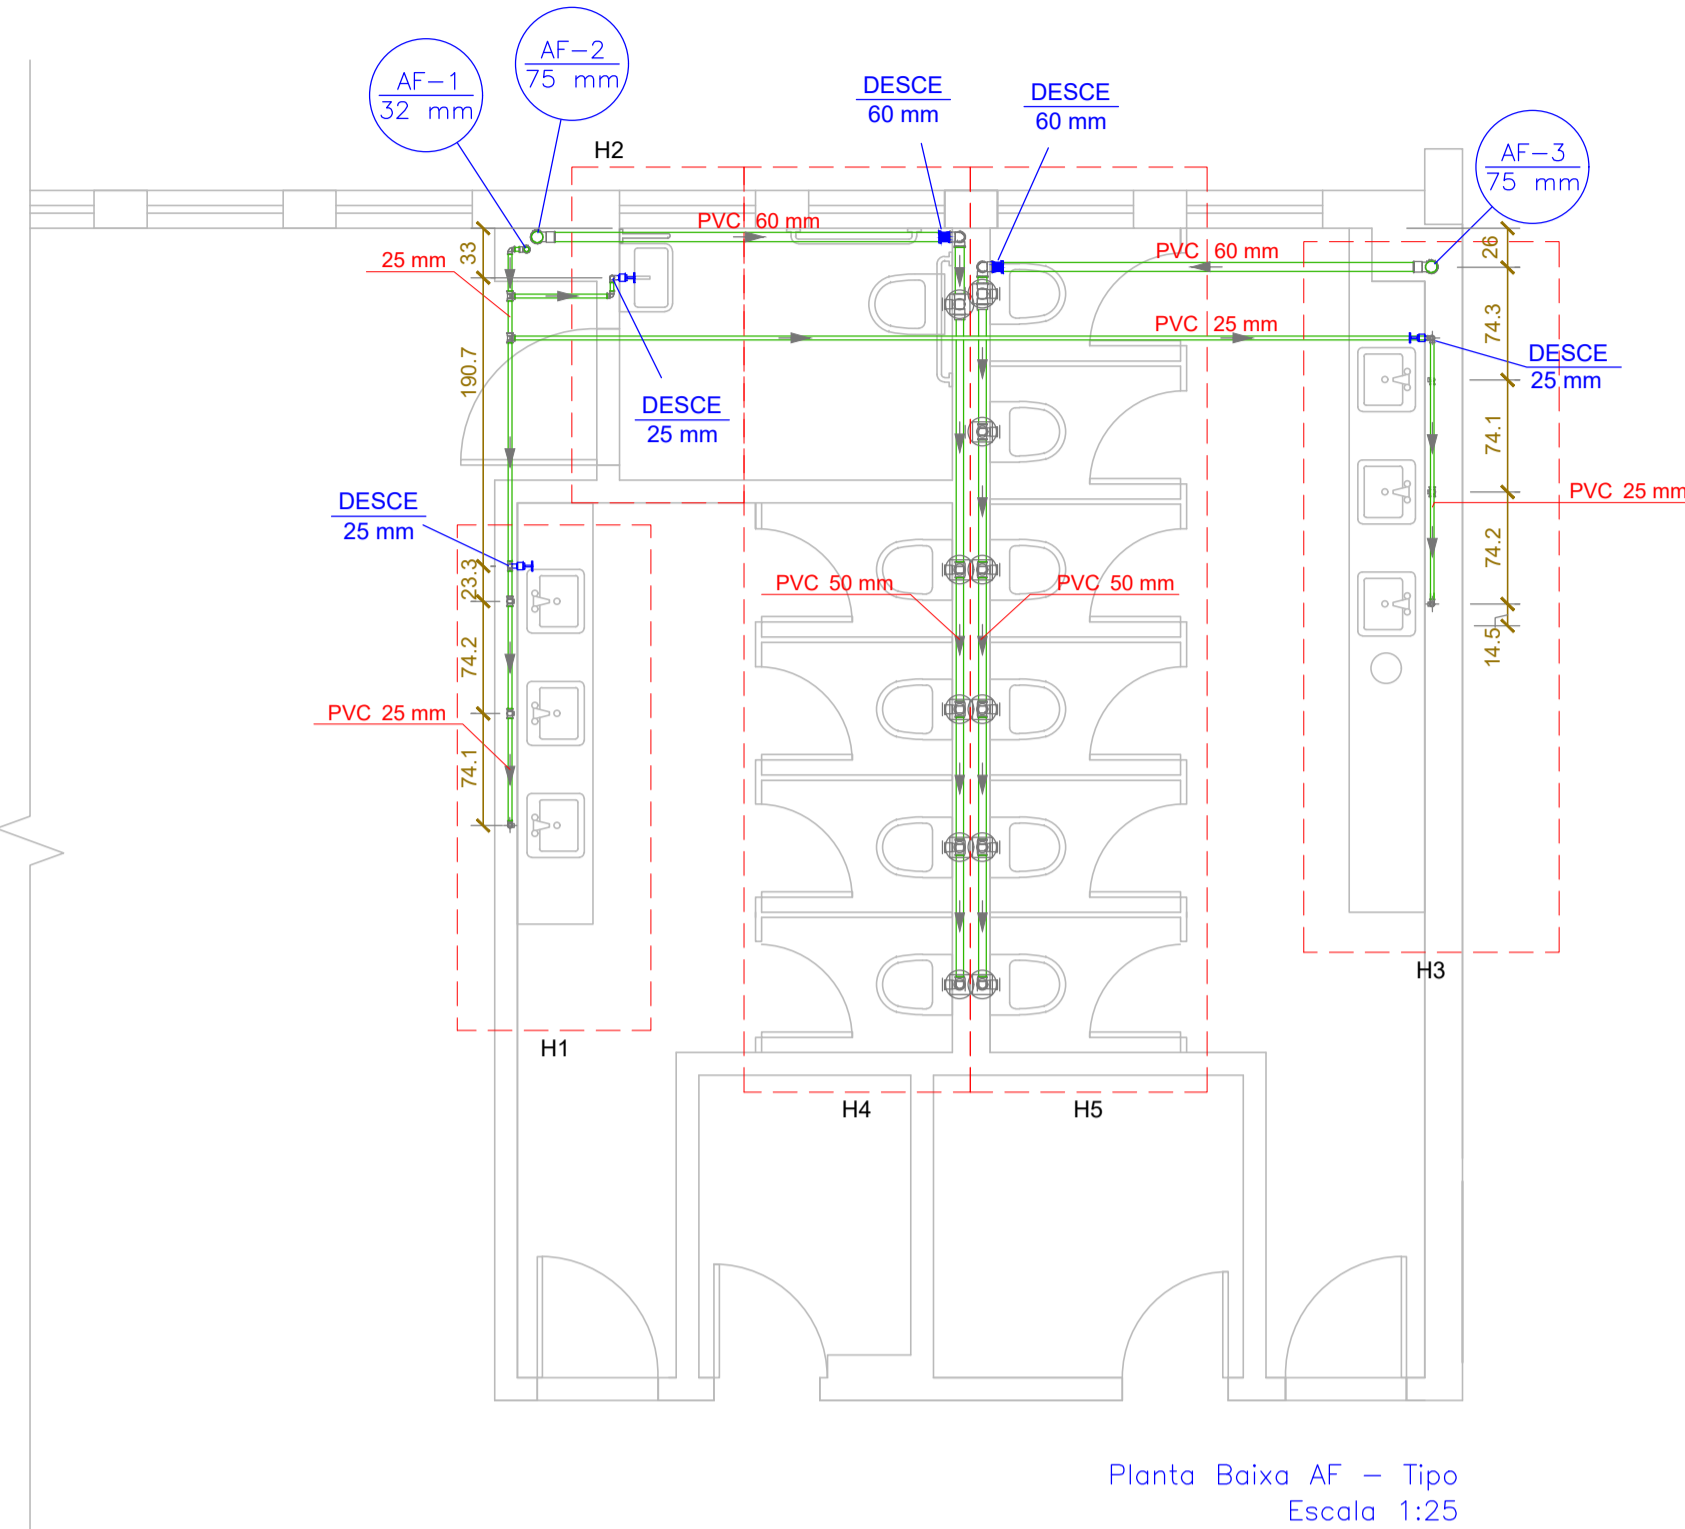 AF-2
75 mm
AF-1
32 mm
DESCE
60 mm
DESCE
60 mm
AF-3
75 mm
H2
PVC 60 mm
PVC 60 mm
33
26
25 mm
74.3
PVC 25 mm
DESCE
25 mm
190.7
DESCE
25 mm
74.1
DESCE
25 mm
PVC 25 mm
74.2
23.3
PVC 50 mm
PVC 50 mm
14.5
74.2
PVC 25 mm
74.1
H3
H1
H4
H5
Planta Baixa AF - Tipo
Escala 1:25